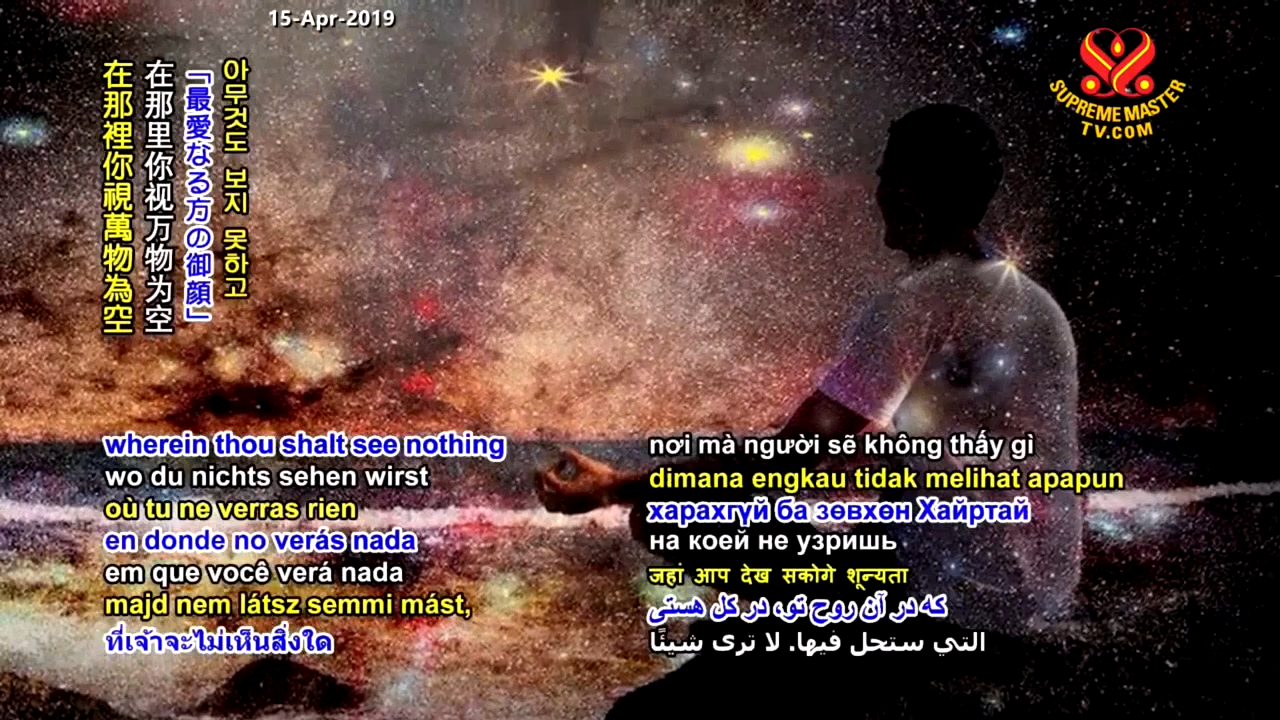 15-Apr-2019
SUPREME MASTER
TV.COM
아무것도 보지 못하고
「最愛なる方の御顔」
在那里你视万物为空
在那裡你視萬物為空
wherein thou shalt see nothing
wo du nichts sehen wirst
où tu ne verras rien
en donde no verás nada
em que você verá nada
majd nem látsz semmi mást,
ที่เจ้าจะไม่เห็นสิ่งใด
nơi mà người sẽ không thấy gì
dimana engkau tidak melihat apapun
харахгүй ба зөвхөн Хайртай
на коей не узришь
जहां आप देख सकोगे शून्यता
که در آن روح تو، در کل هستی
التي ستحل فيها. لا ترى شيئًا